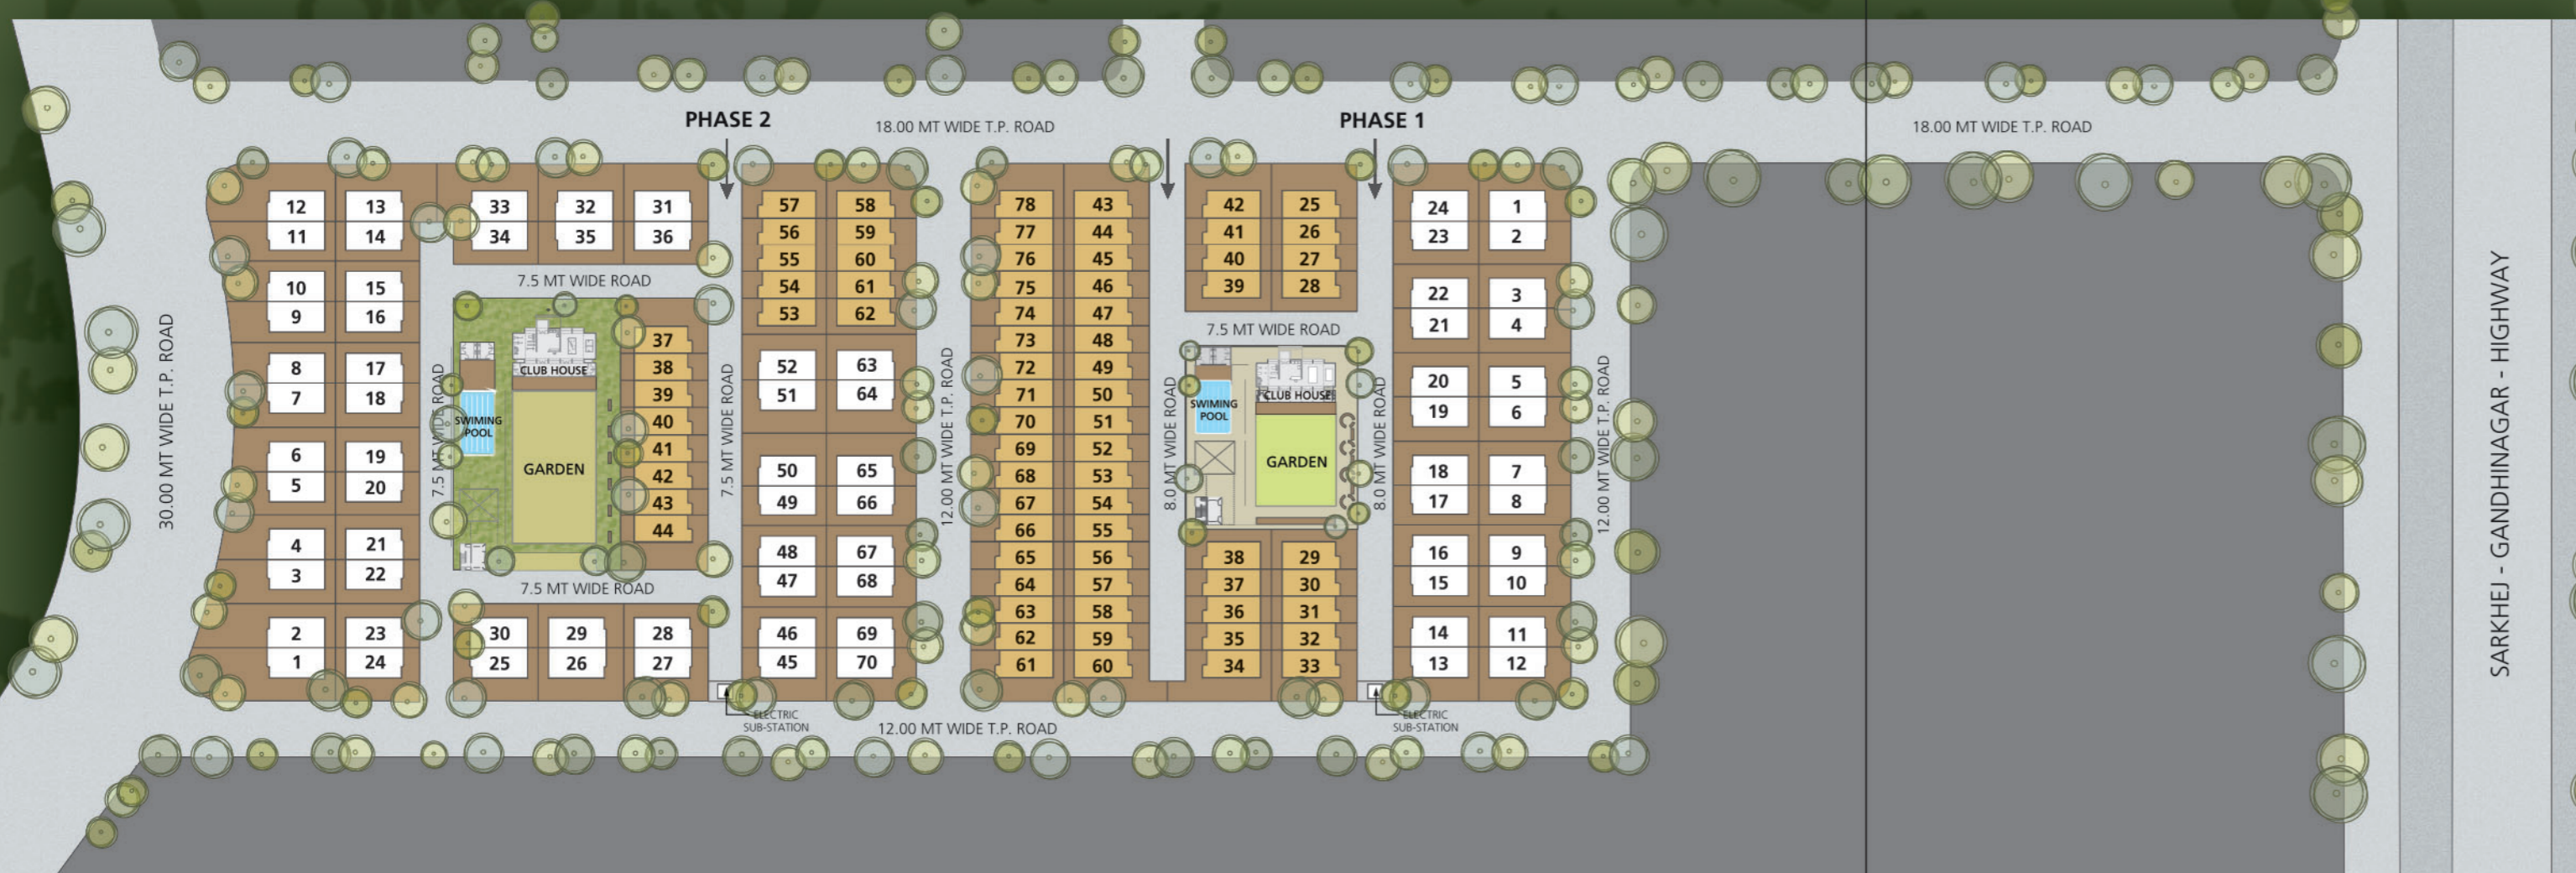 PHASE 2
18.00 MT WIDE T.P. ROAD
PHASE 1
18.00 MT WIDE T.P. ROAD
30.00 MT WIDE T.P. ROAD
12 13
11 14
10 15
9 16
8 17
7 18
6 19
5 20
4 21
3 22
2 23
1 24
33 32 31
34 35 36
7.5 MT WIDE ROAD
7.5 MT WIDE ROAD
CLUB HOUSE
SWIMING
POOL
GARDEN
37
38
39
40
41
42
43
44
7.5 MT WIDE ROAD
7.5 MT WIDE ROAD
30 29 28
25 26 27
57 58
56 59
55 60
54 61
53 62
52 63
51 64
50 65
49 66
48 67
47 68
46 69
45 70
ELECTRIC
SUB-STATION
12.00 MT WIDE T.P. ROAD
12.00 MT WIDE T.P. ROAD
78 43
77 44
76 45
75 46
74 47
73 48
72 49
71 50
70 51
69 52
68 53
67 54
66 55
65 56
64 57
63 58
62 59
61 60
8.0 MT WIDE ROAD
42 25
41 26
40 27
39 28
7.5 MT WIDE ROAD
CLUB HOUSE
SWIMING
POOL
GARDEN
38 29
37 30
36 31
35 32
34 33
8.0 MT WIDE ROAD
24 1
23 2
22 3
21 4
20 5
19 6
18 7
17 8
16 9
15 10
14 11
13 12
ELECTRIC
SUB-STATION
12.00 MT WIDE T.P. ROAD
SARKHEJ - GANDHINAGAR - HIGHWAY